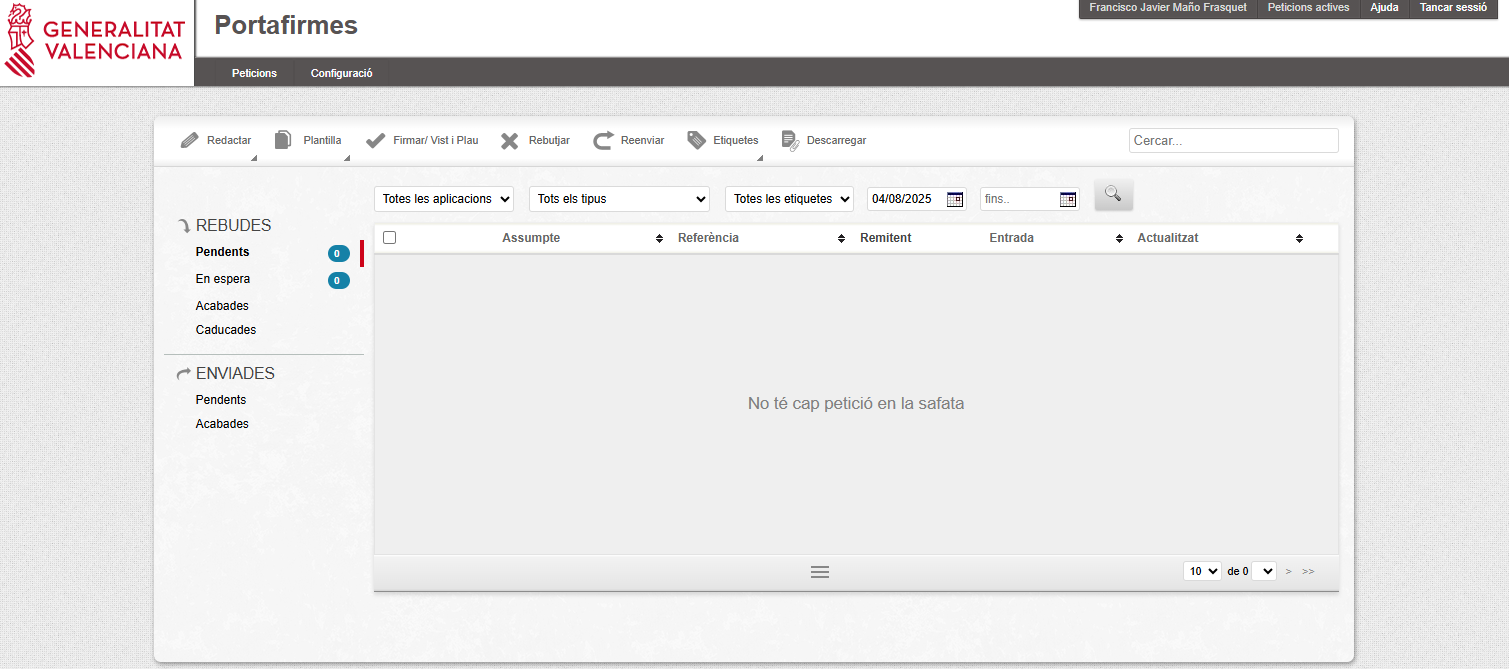 GENERALITAT
VALENCIANA
Portafirmes
Francisco Javier Maño Frasquet Peticions actives Ajuda Tancar sessió
Peticions Configuració
Redactar Plantilla Firmar/ Vist i Plau Rebutjar Reenviar Etiquetes Descarregar Cercar...
Totes les aplicacions Tots els tipus Totes les etiquetes 04/08/2025 fins..
REBUDES
Pendents 0
En espera 0
Acabades
Caducades
ENVIADES
Pendents
Acabades
Assumpte Referència Remitent Entrada Actualitzat
No té cap petició en la safata
10 de 0 > >>